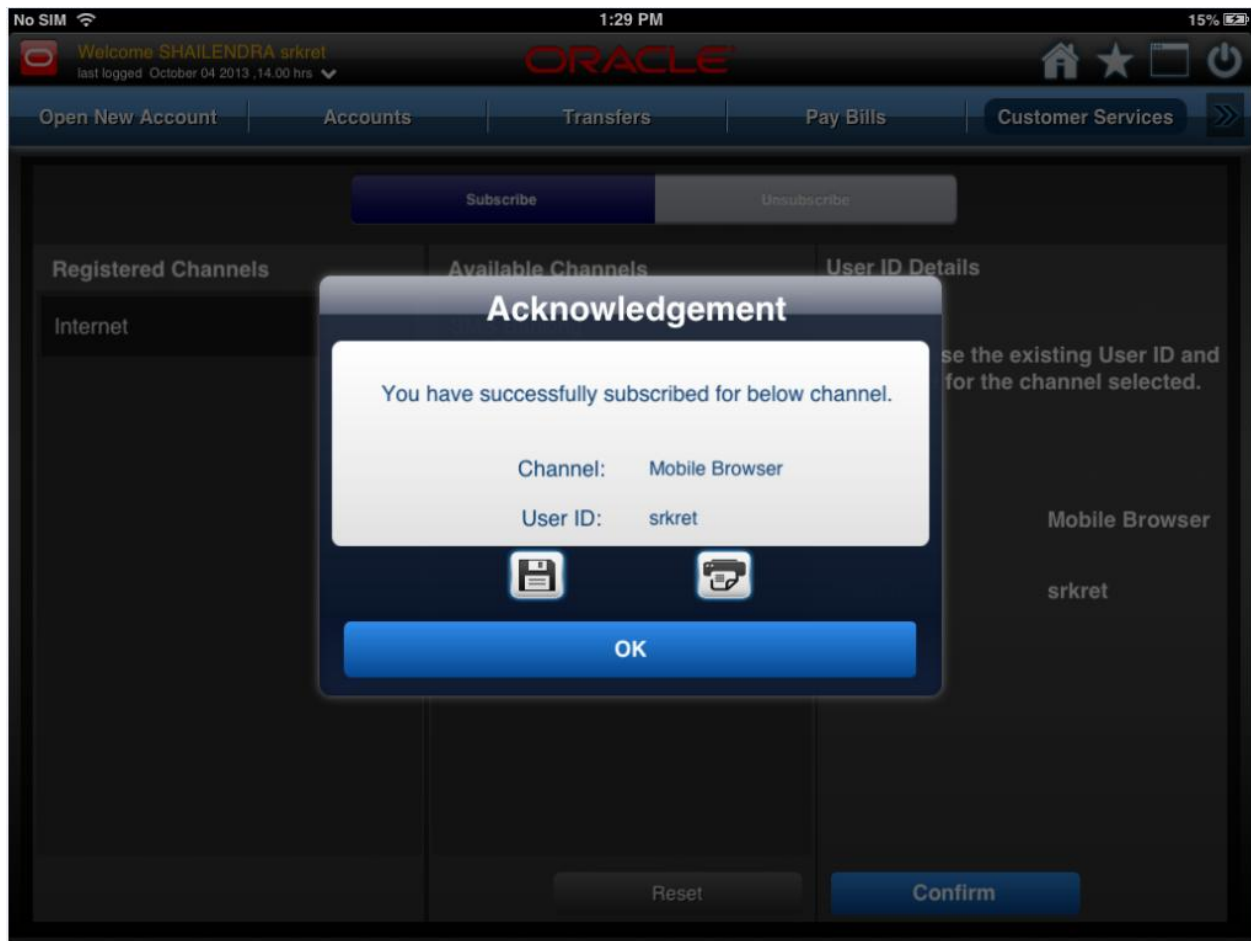 No SIM 1:29 PM 15%
Welcome SHAILENDRA srkret
last logged October 04 2013 ,14.00 hrs
ORACLE
Open New Account Accounts Transfers Pay Bills Customer Services
Subscribe Unsubscribe
Registered Channels Available Channels User ID Details
Internet
Acknowledgement
You have successfully subscribed for below channel.
Channel: Mobile Browser
User ID: srkret
OK
the existing User ID and
for the channel selected.
Mobile Browser
srkret
Reset Confirm